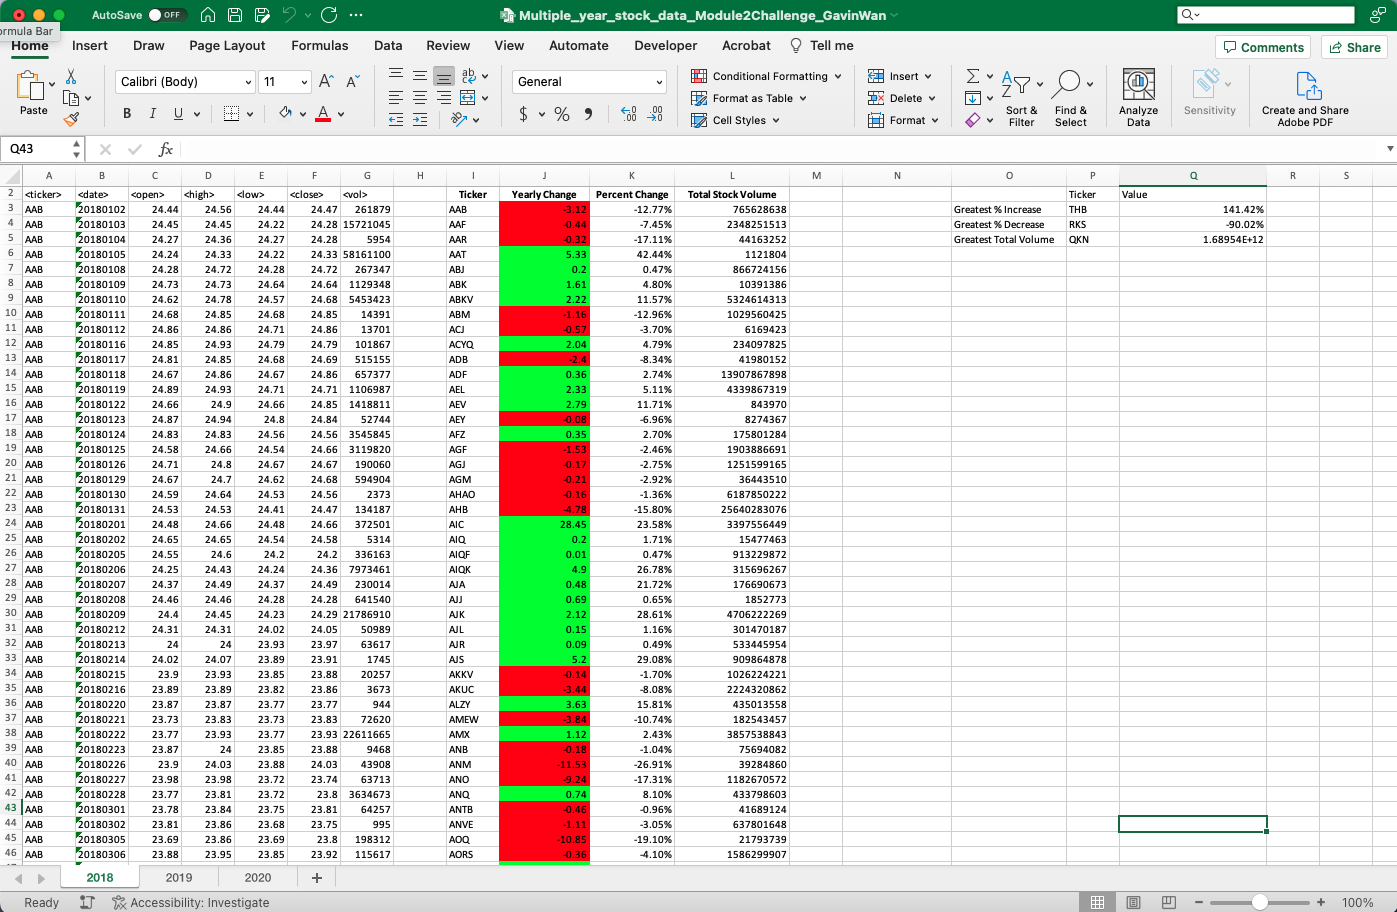 AutoSave OFF Multiple_year_stock_data_Module2Challenge_GavinWan
ormula Bar
Home Insert Draw Page Layout Formulas Data Review View Automate Developer Acrobat Tell me Comments Share
Paste Calibri (Body) 11 General Conditional Formatting Format as Table Cell Styles Insert Delete Format Sort & Filter Find & Select Analyze Data Sensitivity Create and Share Adobe PDF
Q43 fx
A B C D E F G H I J K L M N O P Q R S
2 <ticker> <date> <open> <high> <low> <close> <vol> Ticker Yearly Change Percent Change Total Stock Volume Ticker Value
3 AAB 20180102 24.44 24.56 24.44 24.47 261879 AAB -3.12 -12.77% 765628638 Greatest % Increase THB 141.42%
4 AAB 20180103 24.45 24.45 24.22 24.28 15721045 AAF -0.44 -7.45% 2348251513 Greatest % Decrease RKS -90.02%
5 AAB 20180104 24.27 24.36 24.27 24.28 5954 AAR -0.32 -17.11% 44163252 Greatest Total Volume QKN 1.68954E+12
6 AAB 20180105 24.24 24.33 24.22 24.33 58161100 AAT 5.33 42.44% 1121804
7 AAB 20180108 24.28 24.72 24.28 24.72 267347 ABJ 0.2 0.47% 866724156
8 AAB 20180109 24.73 24.73 24.64 24.64 1129348 ABK 1.61 4.80% 10391386
9 AAB 20180110 24.62 24.78 24.57 24.68 5453423 ABKV 2.22 11.57% 5324614313
10 AAB 20180111 24.68 24.85 24.68 24.85 14391 ABM -1.16 -12.96% 1029560425
11 AAB 20180112 24.86 24.86 24.71 24.86 13701 ACJ -0.57 -3.70% 6169423
12 AAB 20180116 24.85 24.93 24.79 24.79 101867 ACYQ 2.04 4.79% 234097825
13 AAB 20180117 24.81 24.85 24.68 24.69 515155 ADB -2.4 -8.34% 41980152
14 AAB 20180118 24.67 24.86 24.67 24.86 657377 ADF 0.36 2.74% 13907867898
15 AAB 20180119 24.89 24.93 24.71 24.71 1106987 AEL 2.33 5.11% 4339867319
16 AAB 20180122 24.66 24.9 24.66 24.85 1418811 AEV 2.79 11.71% 843970
17 AAB 20180123 24.87 24.94 24.8 24.84 52744 AEY -0.08 -6.96% 8274367
18 AAB 20180124 24.83 24.83 24.56 24.56 3545845 AFZ 0.35 2.70% 175801284
19 AAB 20180125 24.58 24.66 24.54 24.66 3119820 AGF -1.53 -2.46% 1903886691
20 AAB 20180126 24.71 24.8 24.67 24.67 190060 AGJ -0.17 -2.75% 1251599165
21 AAB 20180129 24.67 24.7 24.62 24.68 594904 AGM -0.21 -2.92% 36443510
22 AAB 20180130 24.59 24.64 24.53 24.56 2373 AHAO -0.16 -1.36% 6187850222
23 AAB 20180131 24.53 24.53 24.41 24.47 134187 AHB -4.78 -15.80% 25640283076
24 AAB 20180201 24.48 24.66 24.48 24.66 372501 AIC 28.45 23.58% 3397556449
25 AAB 20180202 24.65 24.65 24.54 24.58 5314 AIQ 0.2 1.71% 15477463
26 AAB 20180205 24.55 24.6 24.2 24.2 336163 AIQF 0.01 0.47% 913229872
27 AAB 20180206 24.25 24.43 24.24 24.36 7973461 AIQK 4.9 26.78% 315696267
28 AAB 20180207 24.37 24.49 24.37 24.49 230014 AJA 0.48 21.72% 176690673
29 AAB 20180208 24.46 24.46 24.28 24.28 641540 AJJ 0.69 0.65% 1852773
30 AAB 20180209 24.4 24.45 24.23 24.29 21786910 AJK 2.12 28.61% 4706222269
31 AAB 20180212 24.31 24.31 24.02 24.05 50989 AJL 0.15 1.16% 301470187
32 AAB 20180213 24 24 23.93 23.97 63617 AJR 0.09 0.49% 533445954
33 AAB 20180214 24.02 24.07 23.89 23.91 1745 AJS 5.2 29.08% 909864878
34 AAB 20180215 23.9 23.93 23.85 23.88 20257 AKKV -0.14 -1.70% 1026224221
35 AAB 20180216 23.89 23.89 23.82 23.86 3673 AKUC -3.44 -8.08% 2224320862
36 AAB 20180220 23.87 23.87 23.77 23.77 944 ALZY 3.63 15.81% 435013558
37 AAB 20180221 23.73 23.83 23.73 23.83 72620 AMEW -3.84 -10.74% 182543457
38 AAB 20180222 23.77 23.93 23.77 23.93 22611665 AMX 1.12 2.43% 3857538843
39 AAB 20180223 23.87 24 23.85 23.88 9468 ANB -0.18 -1.04% 75694082
40 AAB 20180226 23.9 24.03 23.88 24.03 43908 ANM -11.53 -26.91% 39284860
41 AAB 20180227 23.98 23.98 23.72 23.74 63713 ANO -9.24 -17.31% 1182670572
42 AAB 20180228 23.77 23.81 23.72 23.8 3634673 ANQ 0.74 8.10% 433798603
43 AAB 20180301 23.78 23.84 23.75 23.81 64257 ANTB -0.46 -0.96% 41689124
44 AAB 20180302 23.81 23.86 23.68 23.75 995 ANVE -1.11 -3.05% 637801648
45 AAB 20180305 23.69 23.86 23.69 23.8 198312 AOQ -10.85 -19.10% 21793739
46 AAB 20180306 23.88 23.95 23.85 23.92 115617 AORS -0.36 -4.10% 1586299907
2018 2019 2020 +
Ready Accessibility: Investigate 100%